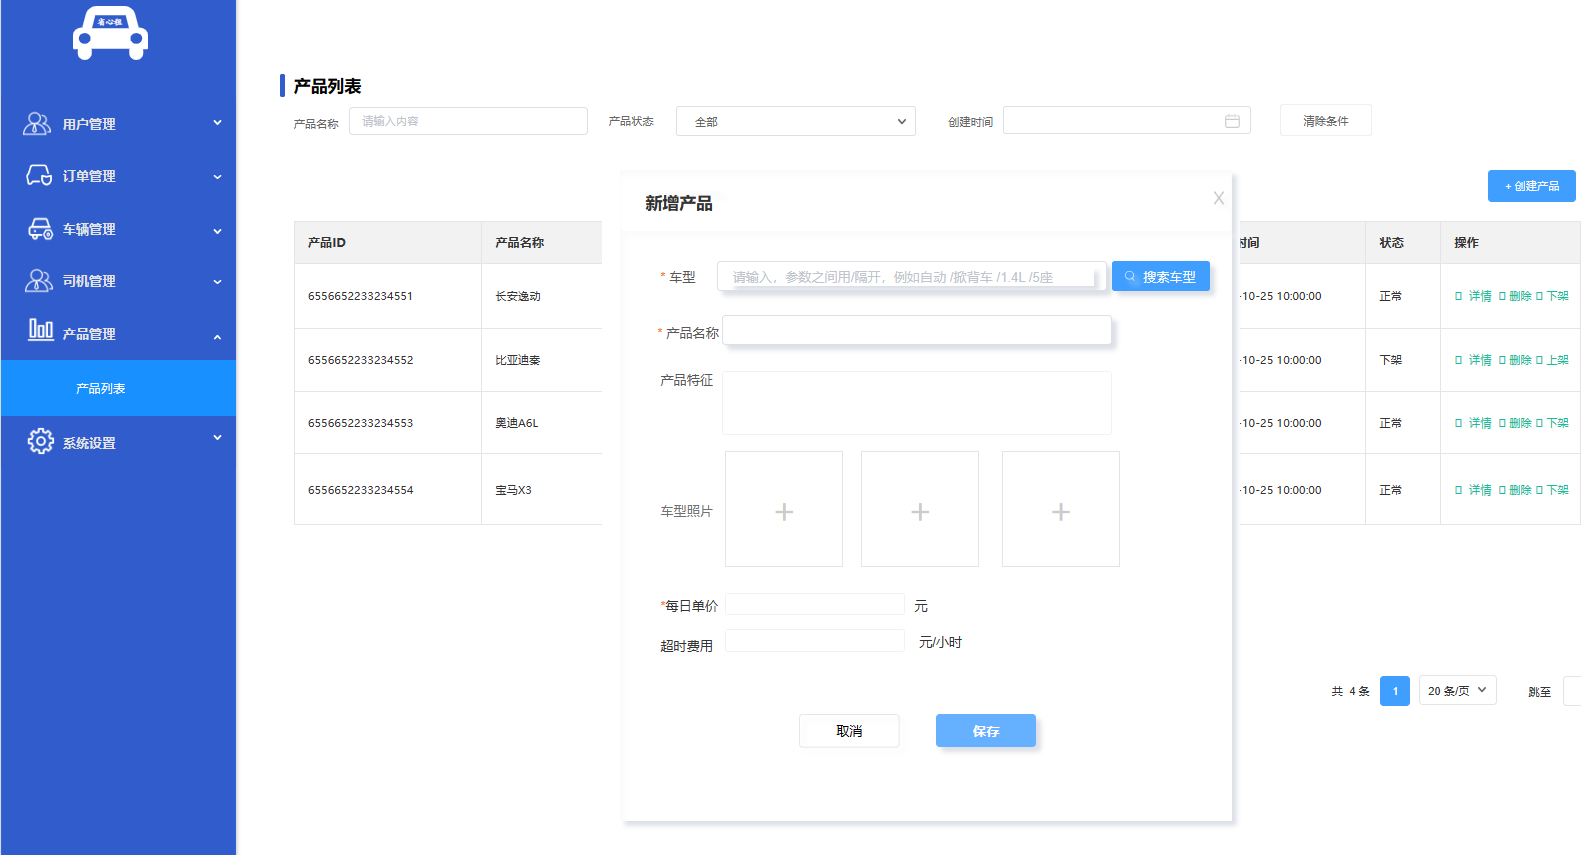 省心租
用户管理
订单管理
车辆管理
司机管理
产品管理
产品列表
系统设置
产品列表
产品名称 请输入内容 产品状态 全部 创建时间 清除条件
+ 创建产品
产品ID 产品名称 时间 状态 操作
6556652233234551 长安逸动 -10-25 10:00:00 正常 详情 删除 下架
6556652233234552 比亚迪秦 -10-25 10:00:00 下架 详情 删除 上架
6556652233234553 奥迪A6L -10-25 10:00:00 正常 详情 删除 下架
6556652233234554 宝马X3 -10-25 10:00:00 正常 详情 删除 下架
共 4 条 1 20 条/页 跳至
新增产品 X
* 车型 请输入，参数之间用/隔开，例如自动 /掀背车 /1.4L /5座 搜索车型
* 产品名称
产品特征
车型照片 + + +
*每日单价 元
超时费用 元/小时
取消 保存